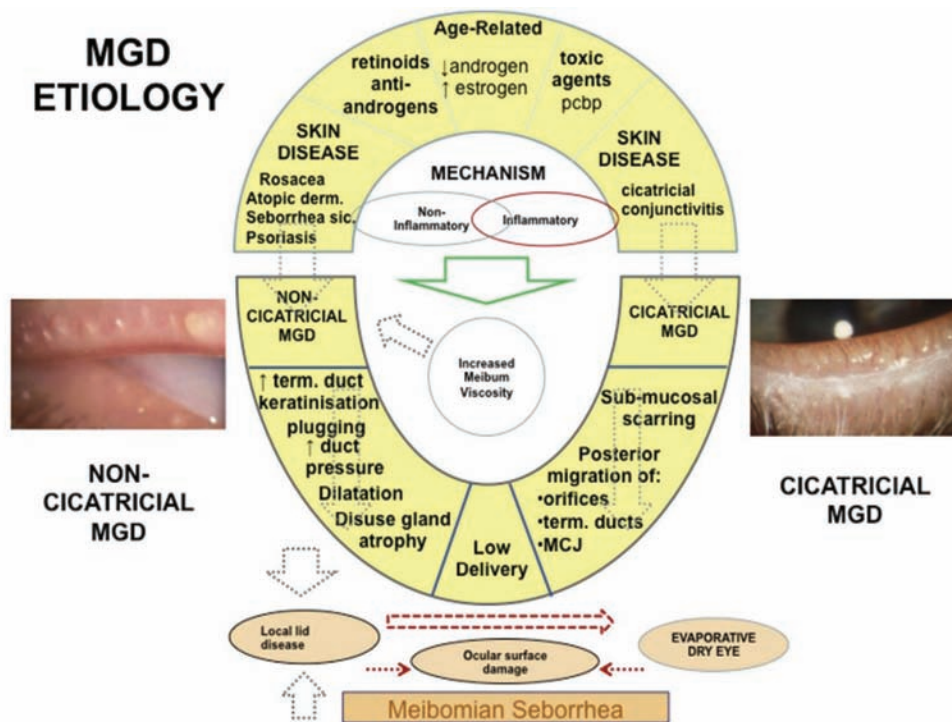 MGD
ETIOLOGY
Age-Related
↓androgen
↑ estrogen
retinoids
anti-
androgens
toxic
agents
pcbp
SKIN
DISEASE
Rosacea
Atopic derm.
Seborrhea sic.
Psoriasis
SKIN
DISEASE
cicatricial
conjunctivitis
MECHANISM
Non-
Inflammatory
Inflammatory
NON-
CICATRICIAL
MGD
CICATRICIAL
MGD
Increased
Meibum
Viscosity
↑ term. duct
keratinisation
plugging
↑ duct
pressure
Dilatation
Disuse gland
atrophy
Low
Delivery
Sub-mucosal
scarring
Posterior
migration of:
•orifices
•term. ducts
•MCJ
NON-
CICATRICIAL
MGD
CICATRICIAL
MGD
Local lid
disease
Ocular surface
damage
EVAPORATIVE
DRY EYE
Meibomian Seborrhea